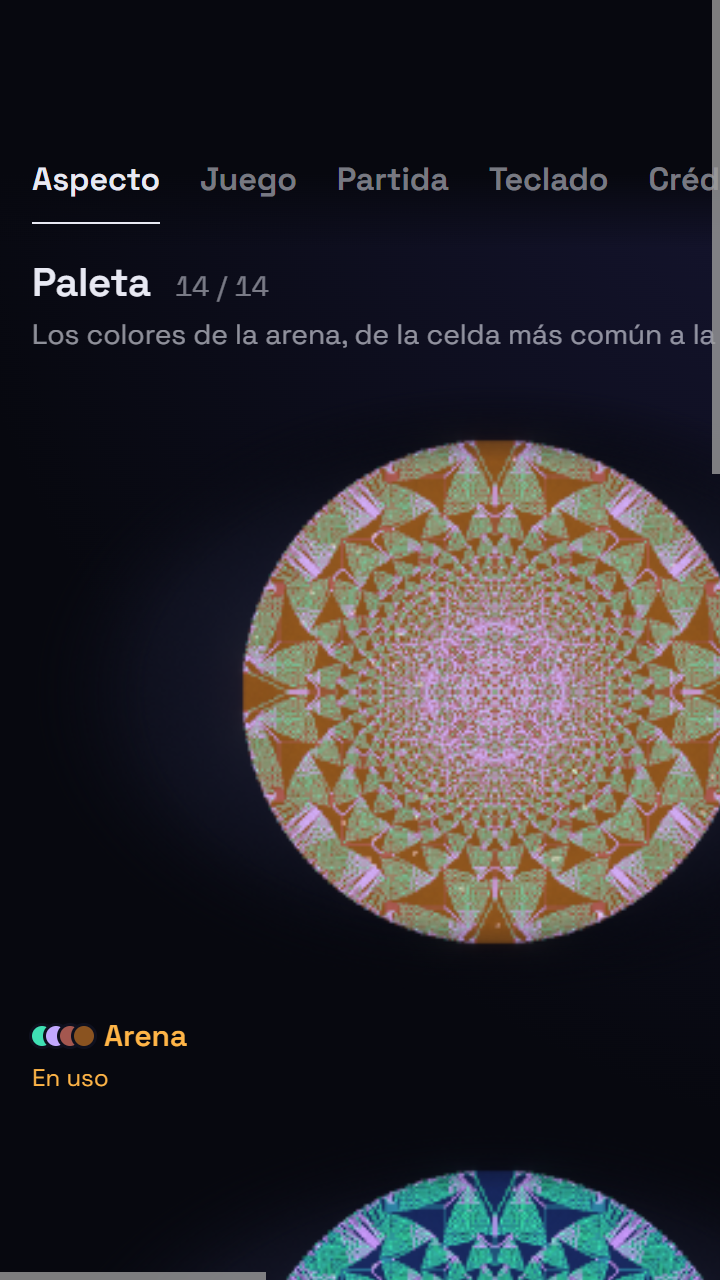 Aspecto Juego Partida Teclado Créd
Paleta 14 / 14
Los colores de la arena, de la celda más común a la
Arena
En uso